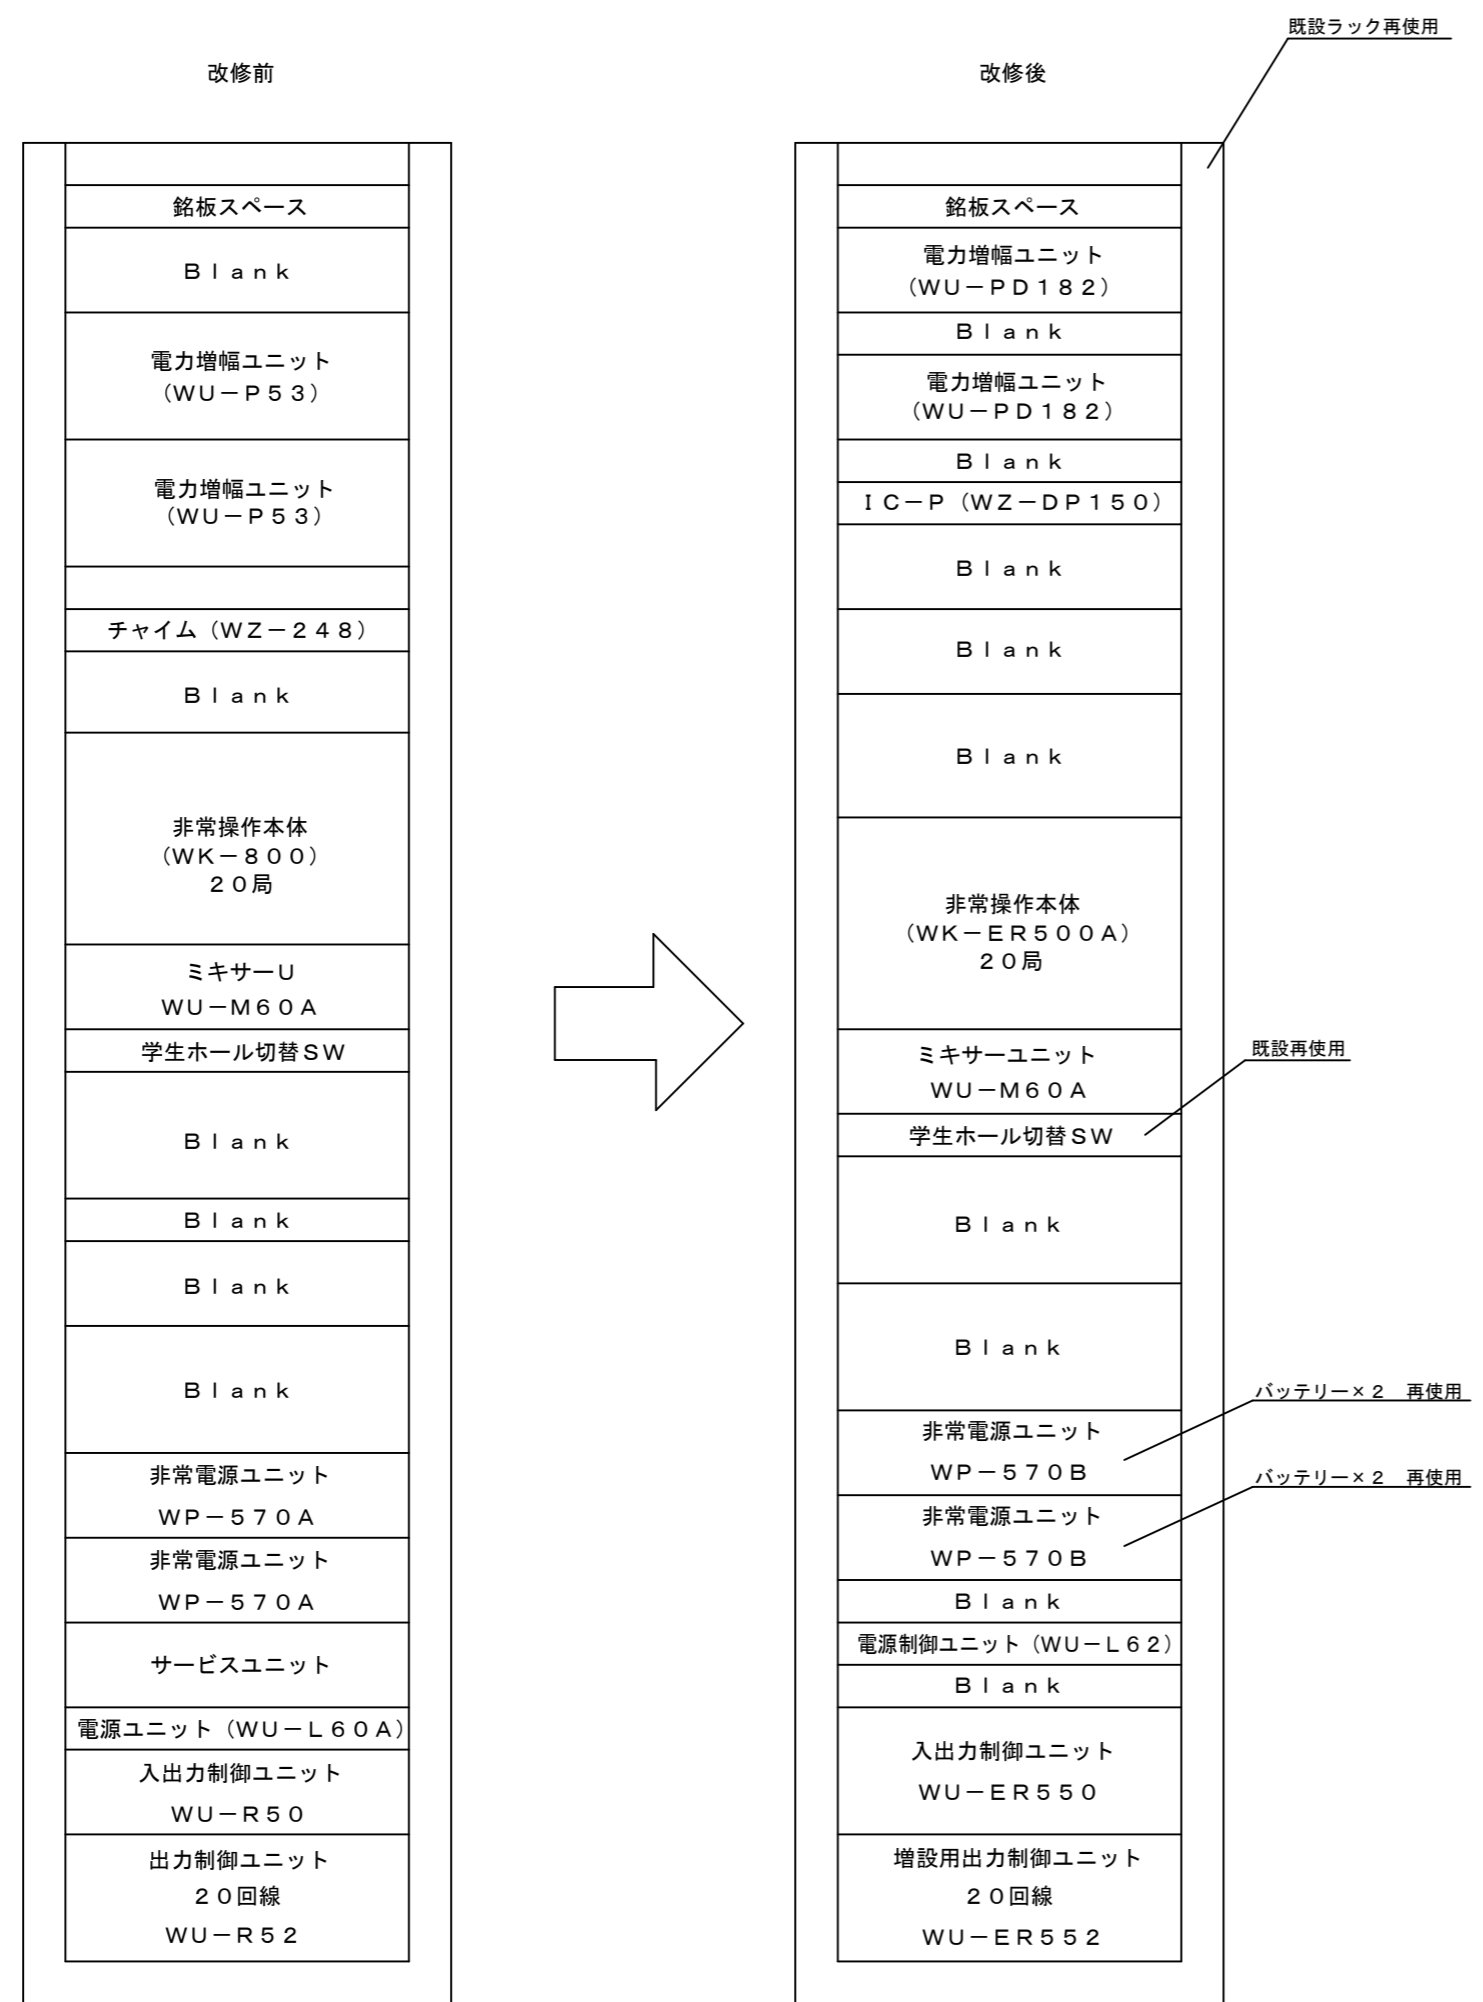 既設ラック再使用
改修前
銘板スペース
Ｂｌａｎｋ
電力増幅ユニット
（ＷＵ－Ｐ５３）
電力増幅ユニット
（ＷＵ－Ｐ５３）
チャイム（ＷＺ－２４８）
Ｂｌａｎｋ
非常操作本体
（ＷＫ－８００）
２０局
ミキサーＵ
ＷＵ－Ｍ６０Ａ
学生ホール切替ＳＷ
Ｂｌａｎｋ
Ｂｌａｎｋ
Ｂｌａｎｋ
Ｂｌａｎｋ
非常電源ユニット
ＷＰ－５７０Ａ
非常電源ユニット
ＷＰ－５７０Ａ
サービスユニット
電源ユニット（ＷＵ－Ｌ６０Ａ）
入出力制御ユニット
ＷＵ－Ｒ５０
出力制御ユニット
２０回線
ＷＵ－Ｒ５２
改修後
銘板スペース
電力増幅ユニット
（ＷＵ－ＰＤ１８２）
Ｂｌａｎｋ
電力増幅ユニット
（ＷＵ－ＰＤ１８２）
Ｂｌａｎｋ
ＩＣ－Ｐ（ＷＺ－ＤＰ１５０）
Ｂｌａｎｋ
Ｂｌａｎｋ
Ｂｌａｎｋ
非常操作本体
（ＷＫ－ＥＲ５００Ａ）
２０局
ミキサーユニット
ＷＵ－Ｍ６０Ａ
既設再使用
学生ホール切替ＳＷ
Ｂｌａｎｋ
Ｂｌａｎｋ
バッテリー×２　再使用
非常電源ユニット
ＷＰ－５７０Ｂ
バッテリー×２　再使用
非常電源ユニット
ＷＰ－５７０Ｂ
Ｂｌａｎｋ
電源制御ユニット（ＷＵ－Ｌ６２）
Ｂｌａｎｋ
入出力制御ユニット
ＷＵ－ＥＲ５５０
増設用出力制御ユニット
２０回線
ＷＵ－ＥＲ５５２